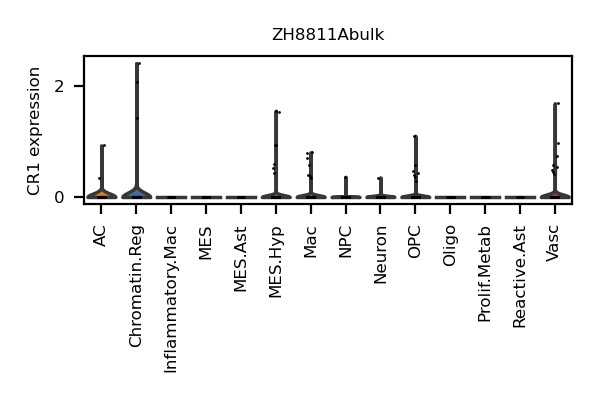 ZH8811Abulk
CR1 expression
2
0
AC
Chromatin.Reg
Inflammatory.Mac
MES
MES.Ast
MES.Hyp
Mac
NPC
Neuron
OPC
Oligo
Prolif.Metab
Reactive.Ast
Vasc